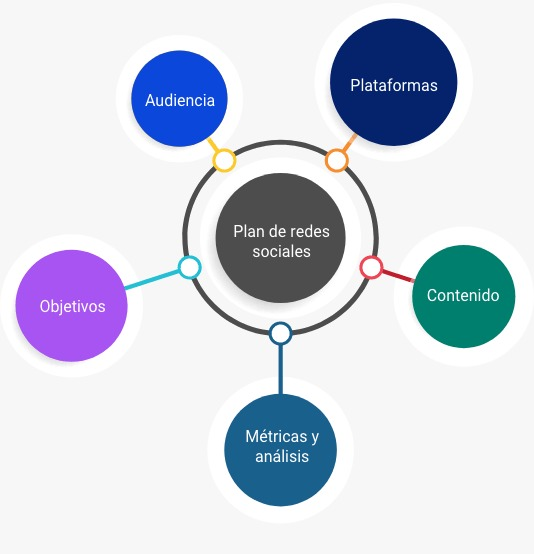 Audiencia
Plataformas
Plan de redes
sociales
Objetivos
Contenido
Métricas y
análisis